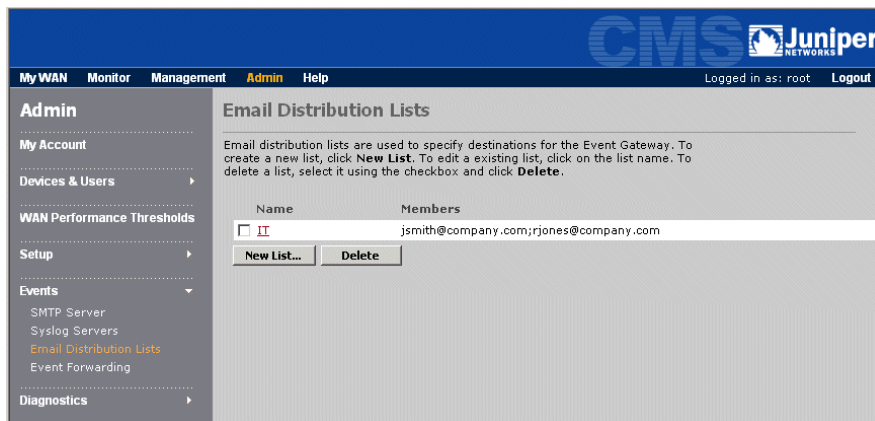 CMS
Juniper
NETWORKS
My WAN Monitor Management Admin Help Logged in as: root Logout
Admin
My Account
Devices & Users
WAN Performance Thresholds
Setup
Events
SMTP Server
Syslog Servers
Email Distribution Lists
Event Forwarding
Diagnostics
Email Distribution Lists
Email distribution lists are used to specify destinations for the Event Gateway. To
create a new list, click New List. To edit a existing list, click on the list name. To
delete a list, select it using the checkbox and click Delete.
Name Members
IT jsmith@company.com;rjones@company.com
New List... Delete